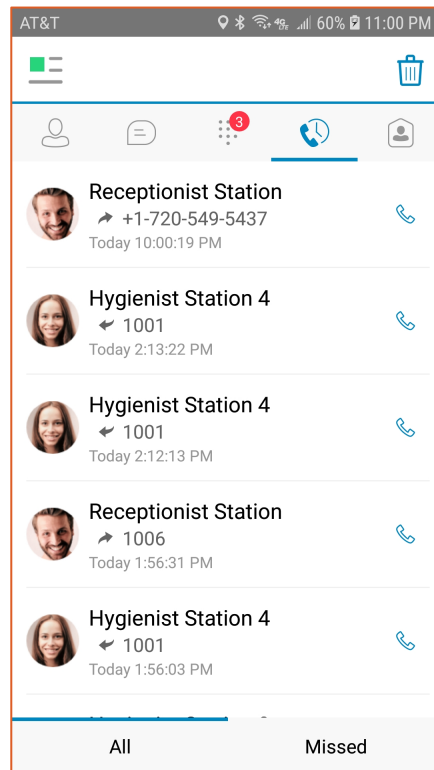 AT&T 4G LTE 60% 11:00 PM
3
Receptionist Station
+1-720-549-5437
Today 10:00:19 PM
Hygienist Station 4
1001
Today 2:13:22 PM
Hygienist Station 4
1001
Today 2:12:13 PM
Receptionist Station
1006
Today 1:56:31 PM
Hygienist Station 4
1001
Today 1:56:03 PM
All Missed